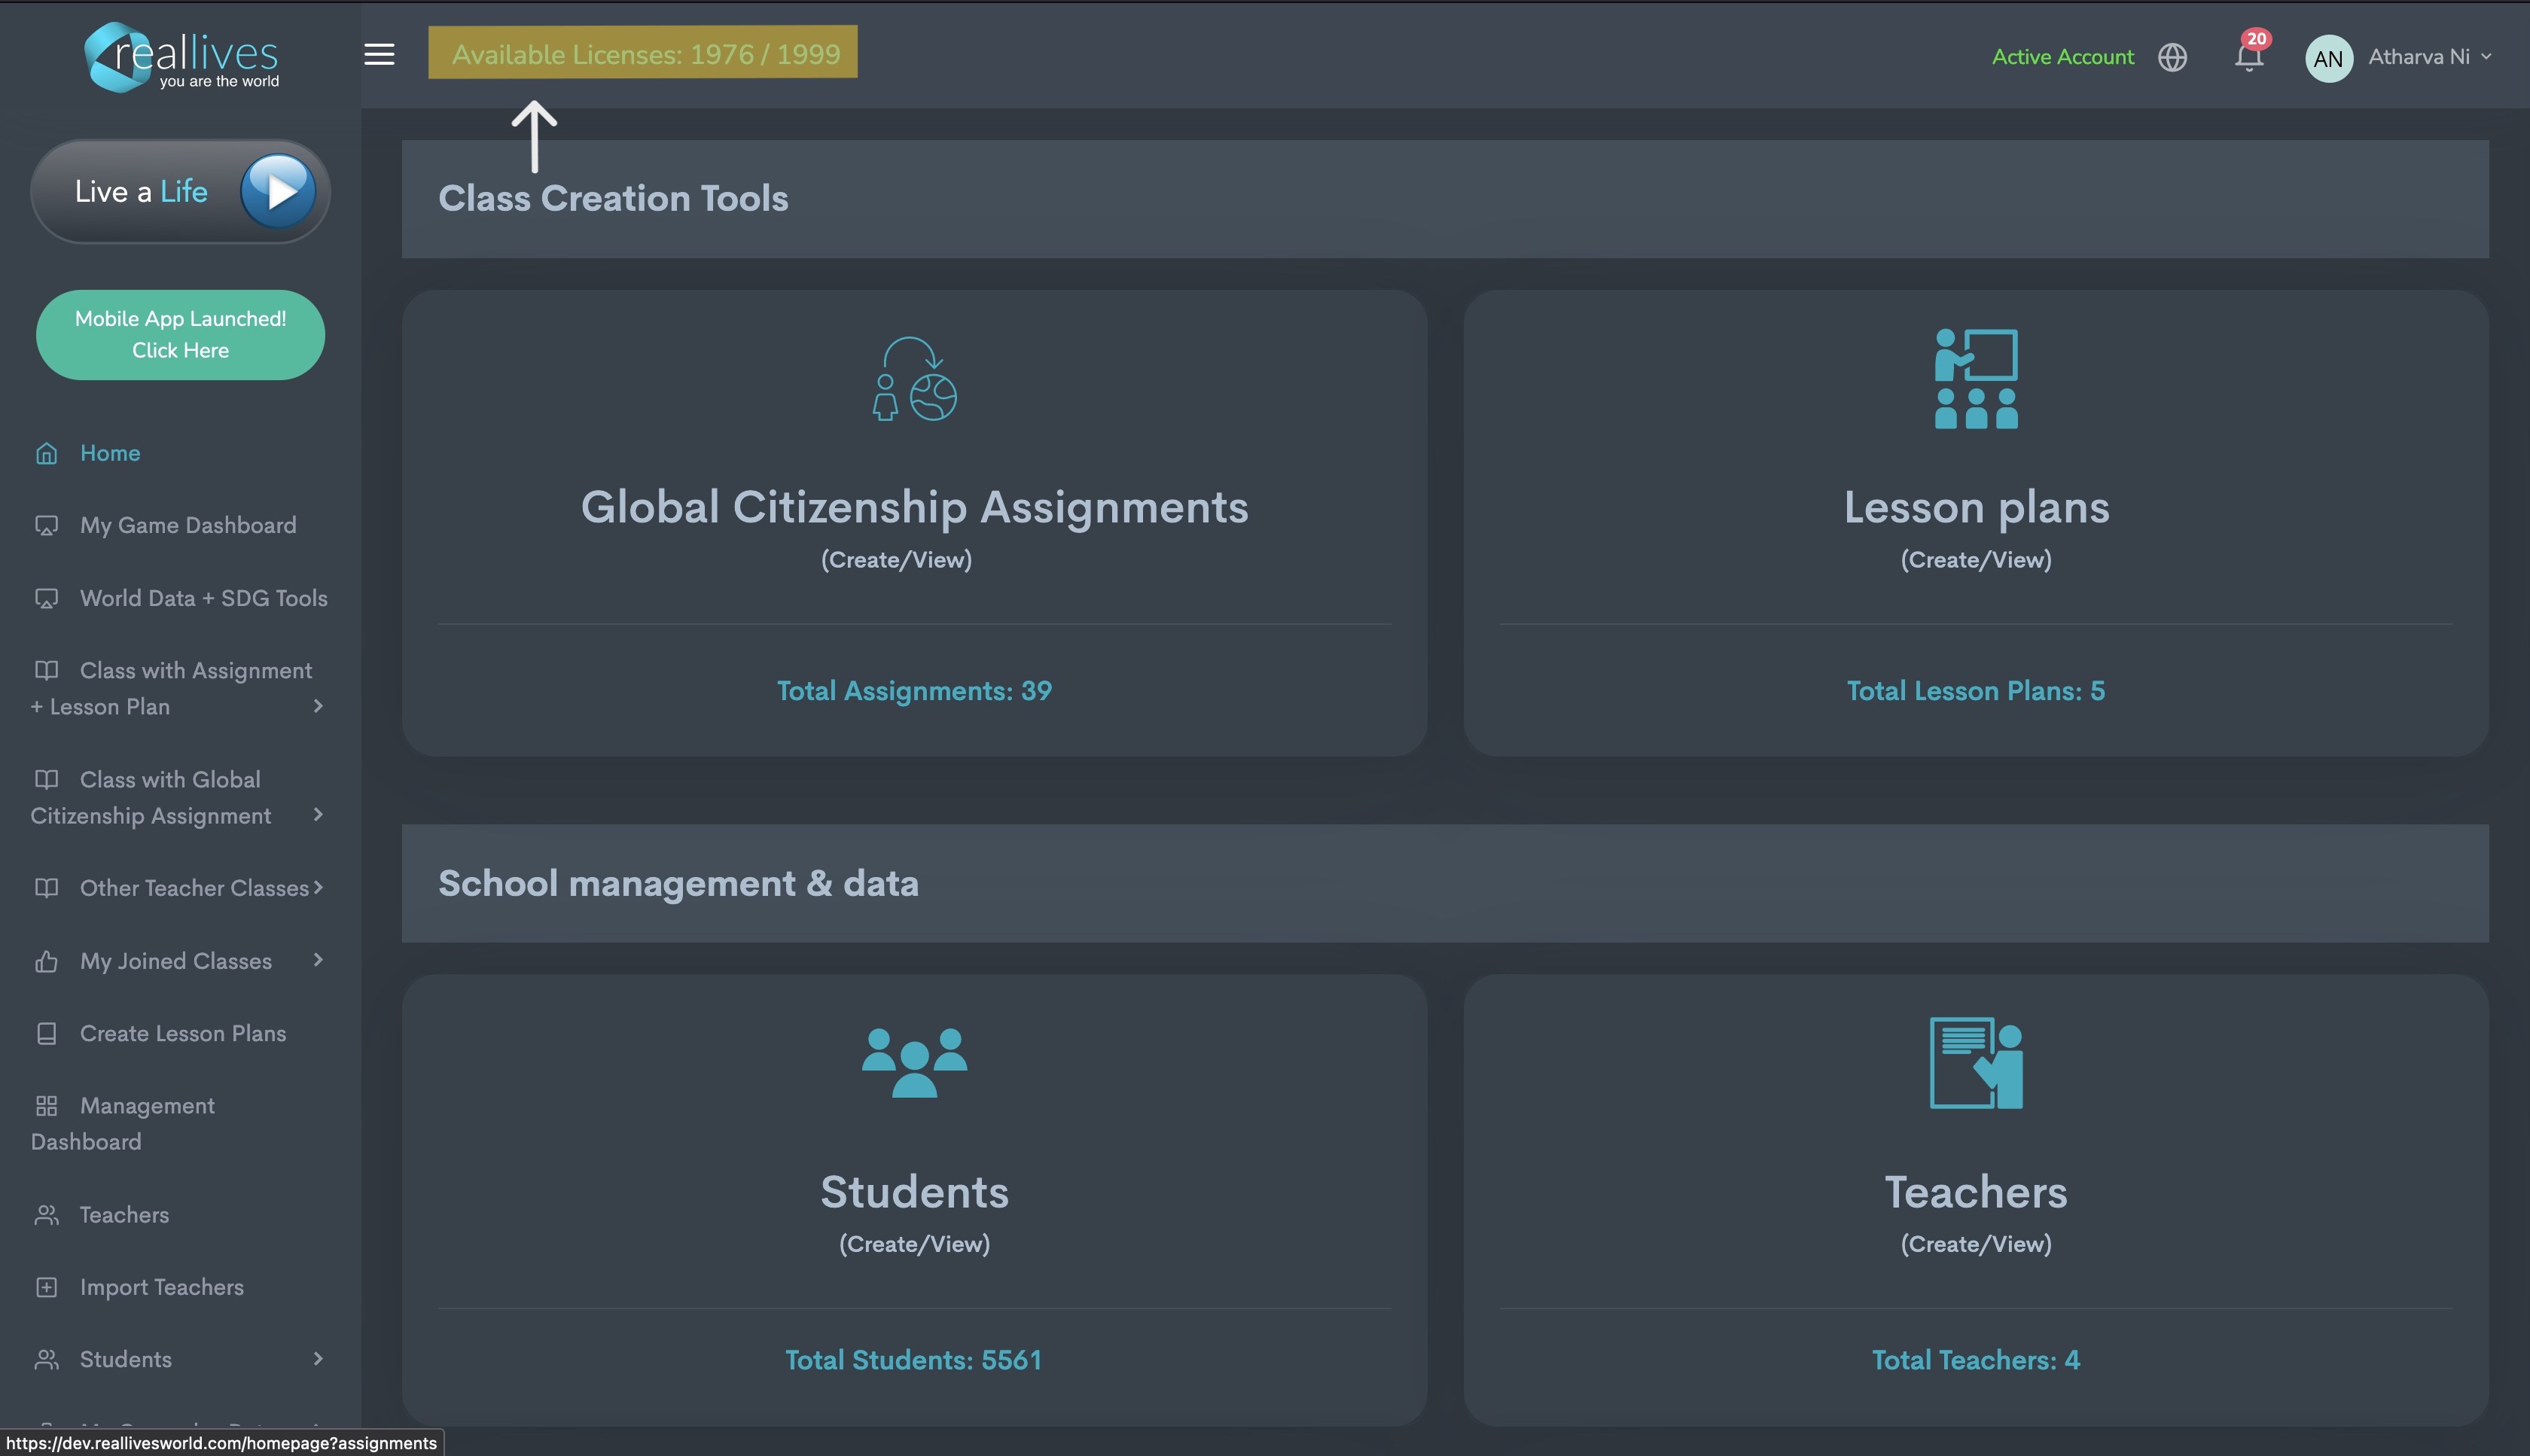 reallives
you are the world
Available Licenses: 1976 / 1999
Active Account
20
AN
Atharva Ni
Live a Life
Mobile App Launched!
Click Here
Home
My Game Dashboard
World Data + SDG Tools
Class with Assignment
+ Lesson Plan
Class with Global
Citizenship Assignment
Other Teacher Classes
My Joined Classes
Create Lesson Plans
Management
Dashboard
Teachers
Import Teachers
Students
https://dev.reallivesworld.com/homepage?assignments
Class Creation Tools
Global Citizenship Assignments
(Create/View)
Total Assignments: 39
Lesson plans
(Create/View)
Total Lesson Plans: 5
School management & data
Students
(Create/View)
Total Students: 5561
Teachers
(Create/View)
Total Teachers: 4